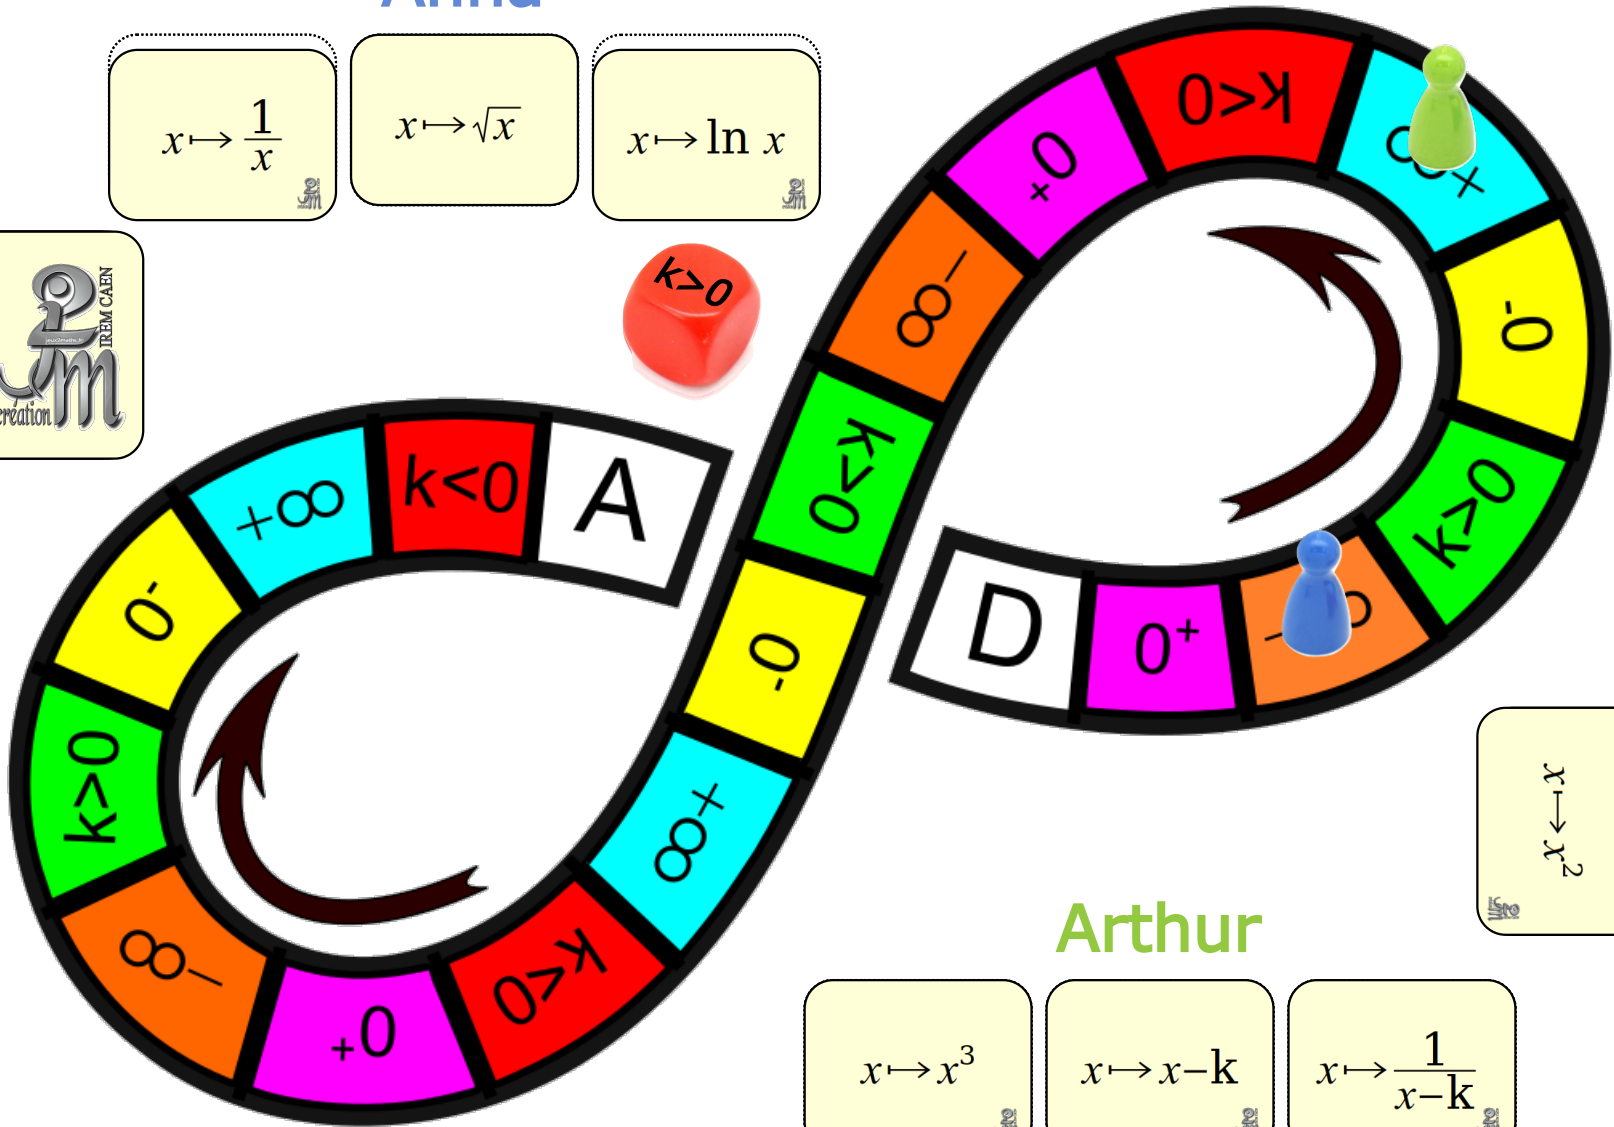 Anna
x ↦ 1/x
x ↦ √x
x ↦ ln x
k>0
IREM CAEN
création
A
k<0
+∞
0-
k>0
-∞
0+
k<0
+∞
0-
k>0
-∞
0+
k<0
+∞
0-
k>0
0+
D
x ↦ x²
Arthur
x ↦ x³
x ↦ x−k
x ↦ 1/(x−k)